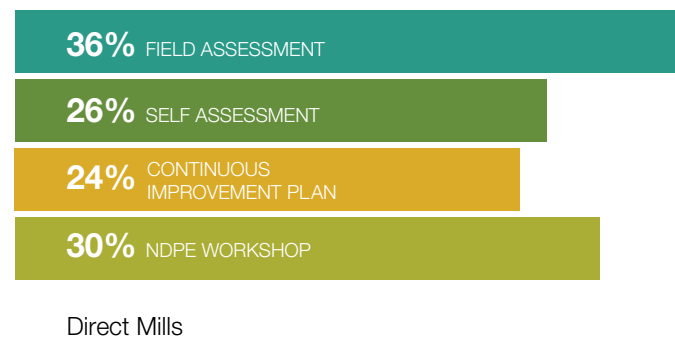 36% FIELD ASSESSMENT
26% SELF ASSESSMENT
24% CONTINUOUS
IMPROVEMENT PLAN
30% NDPE WORKSHOP
Direct Mills